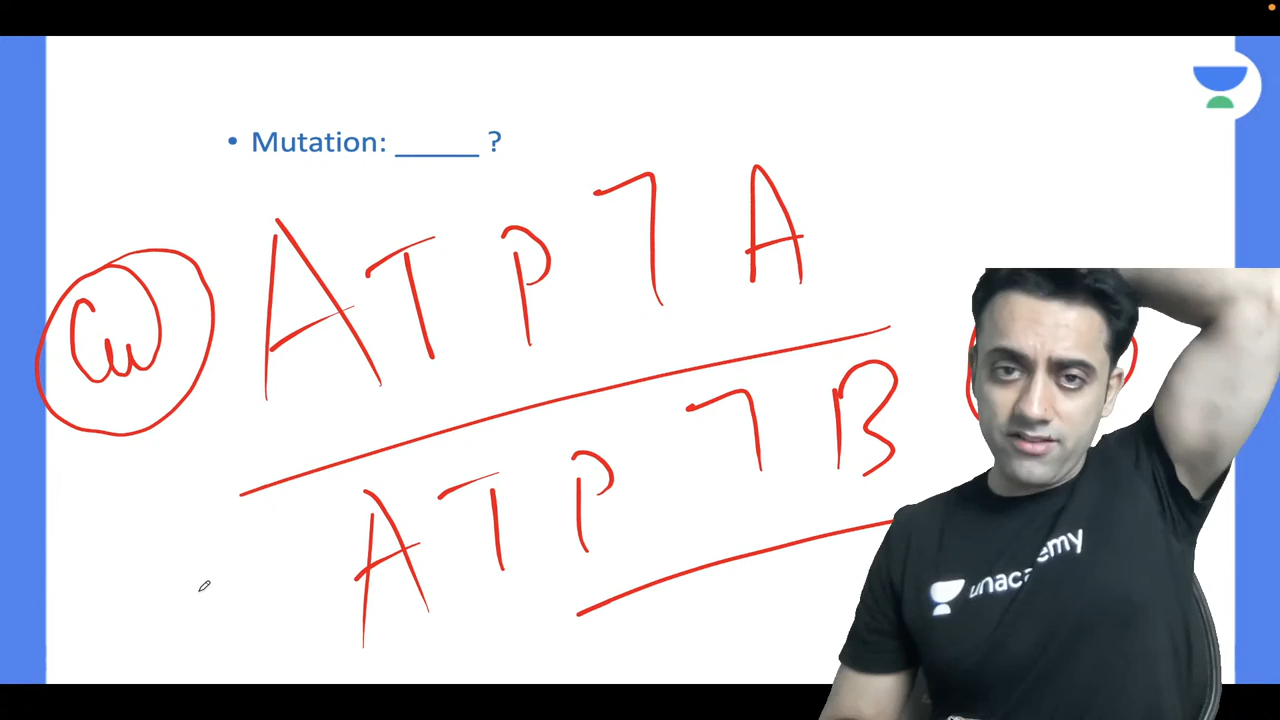 • Mutation: ______ ?
ATP7A
Cu
ATP7B
unacademy